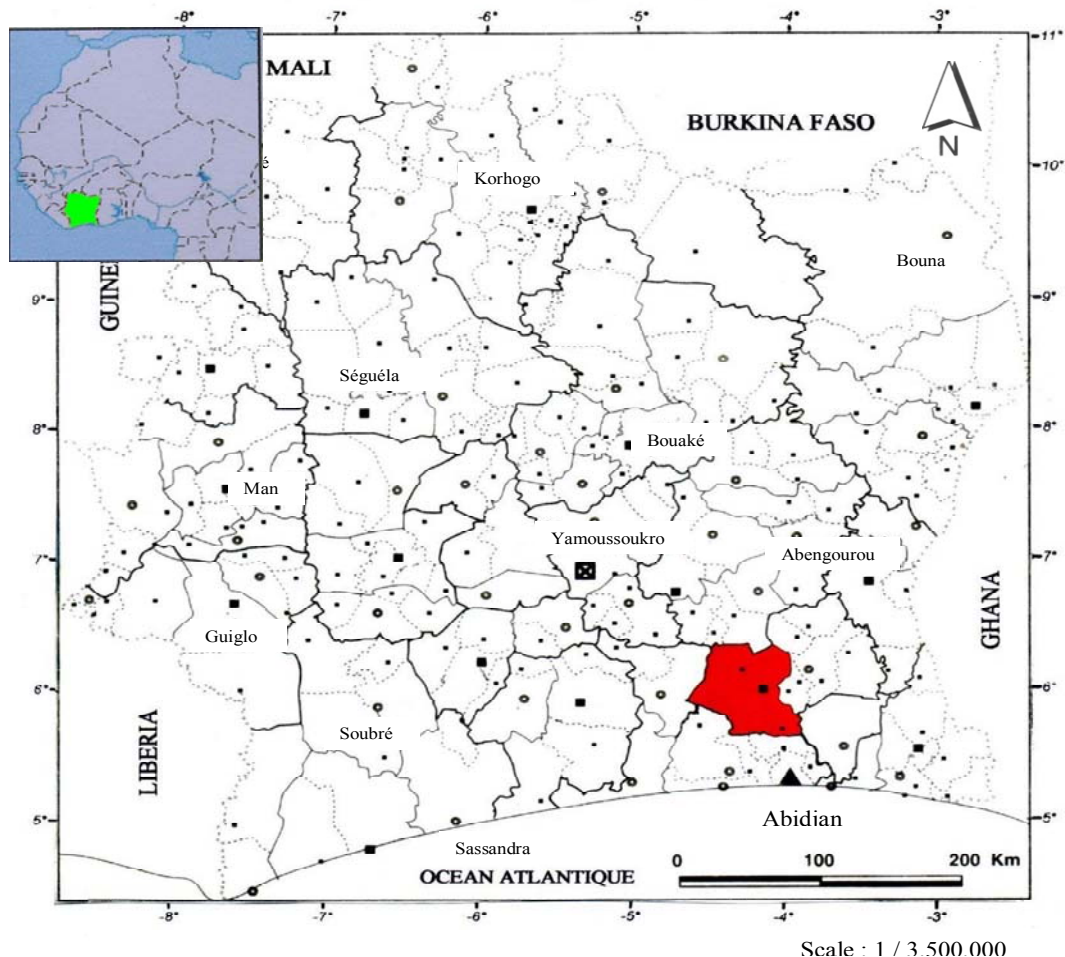 -8° -7° -6° -5° -4° -3°
11°
MALI
BURKINA FASO
N
é
Korhogo
10°
Bouna
GUINE
9° 9°
Séguéla
8° 8°
Bouaké
Man
Yamoussoukro
7° 7°
Abengourou
GHANA
Guiglo
6° 6°
Soubré
LIBERIA
5° 5°
Abidian
Sassandra
0 100 200 Km
OCEAN ATLANTIQUE
-8° -7° -6° -5° -4° -3°
Scale : 1 / 3.500.000